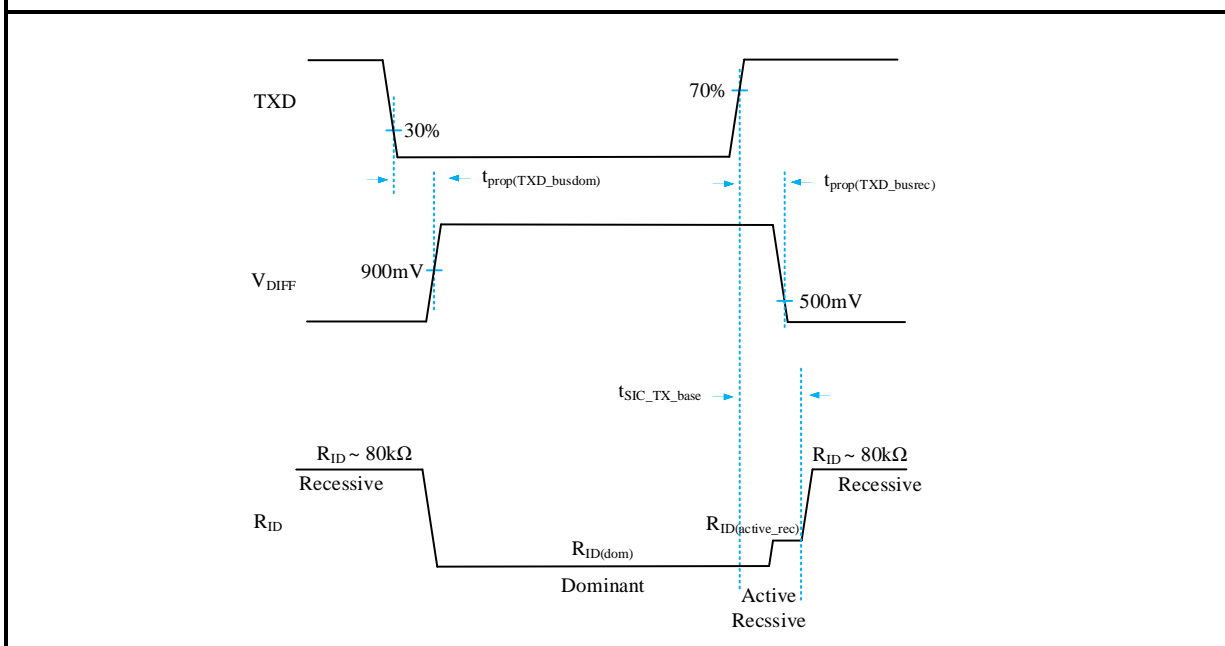 TXD
30%
70%
tprop(TXD_busdom)
tprop(TXD_busrec)
VDIFF
900mV
500mV
tSIC_TX_base
RID ~ 80kΩ
Recessive
RID ~ 80kΩ
Recessive
RID
RID(active_rec)
RID(dom)
Dominant
Active
Recssive